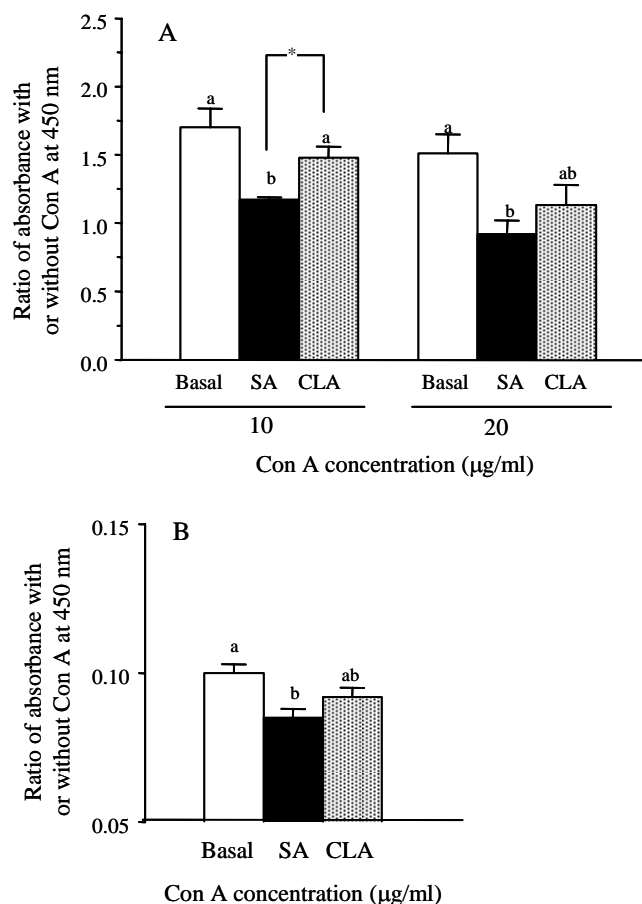 A
Ratio of absorbance with
or without Con A at 450 nm
2.5
2.0
1.5
1.0
0.5
0.0
*
a
b
a
a
b
ab
Basal SA CLA Basal SA CLA
10 20
Con A concentration (μg/ml)
B
Ratio of absorbance with
or without Con A at 450 nm
0.15
0.10
0.05
a
b
ab
Basal SA CLA
Con A concentration (μg/ml)